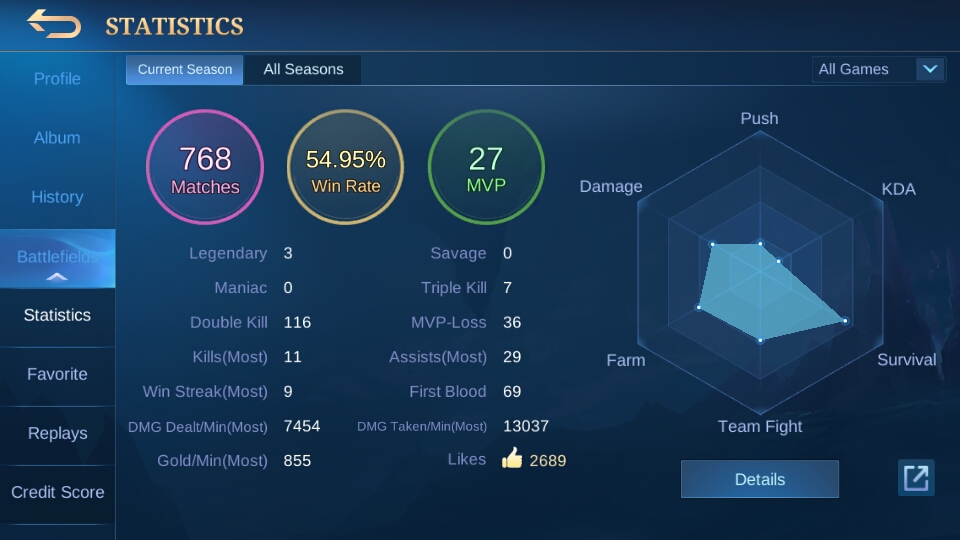 STATISTICS
Profile
Album
History
Battlefields
Statistics
Favorite
Replays
Credit Score
Current Season
All Seasons
All Games
768
Matches
54.95%
Win Rate
27
MVP
Legendary 3
Savage 0
Maniac 0
Triple Kill 7
Double Kill 116
MVP-Loss 36
Kills(Most) 11
Assists(Most) 29
Win Streak(Most) 9
First Blood 69
DMG Dealt/Min(Most) 7454
DMG Taken/Min(Most) 13037
Gold/Min(Most) 855
Likes 2689
Push
Damage
KDA
Farm
Survival
Team Fight
Details